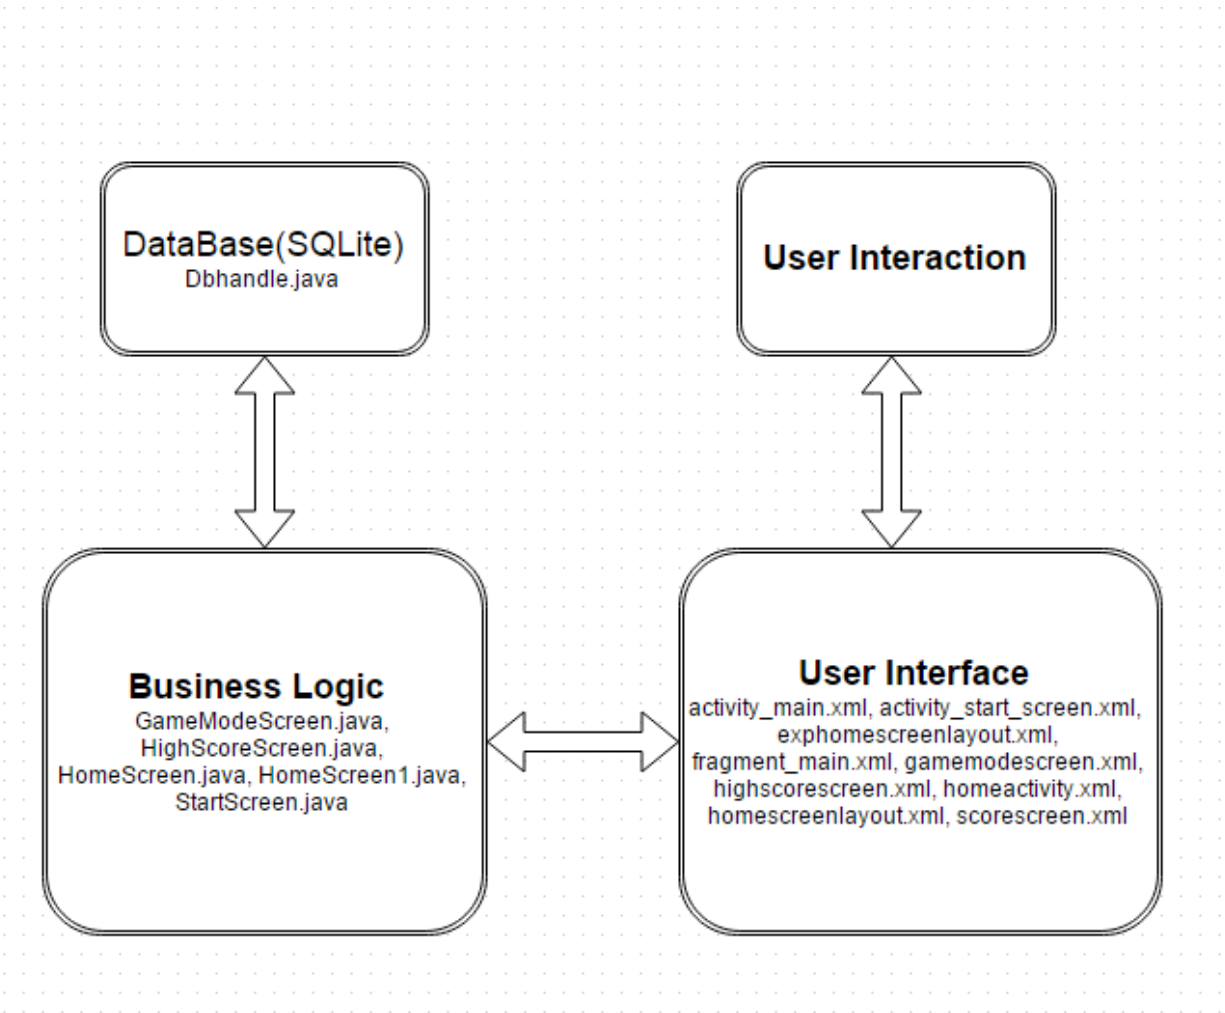 DataBase(SQLite)
Dbhandle.java
User Interaction
Business Logic
GameModeScreen.java,
HighScoreScreen.java,
HomeScreen.java, HomeScreen1.java,
StartScreen.java
User Interface
activity_main.xml, activity_start_screen.xml,
exphomescreenlayout.xml,
fragment_main.xml, gamemodescreen.xml,
highscorescreen.xml, homeactivity.xml,
homescreenlayout.xml, scorescreen.xml